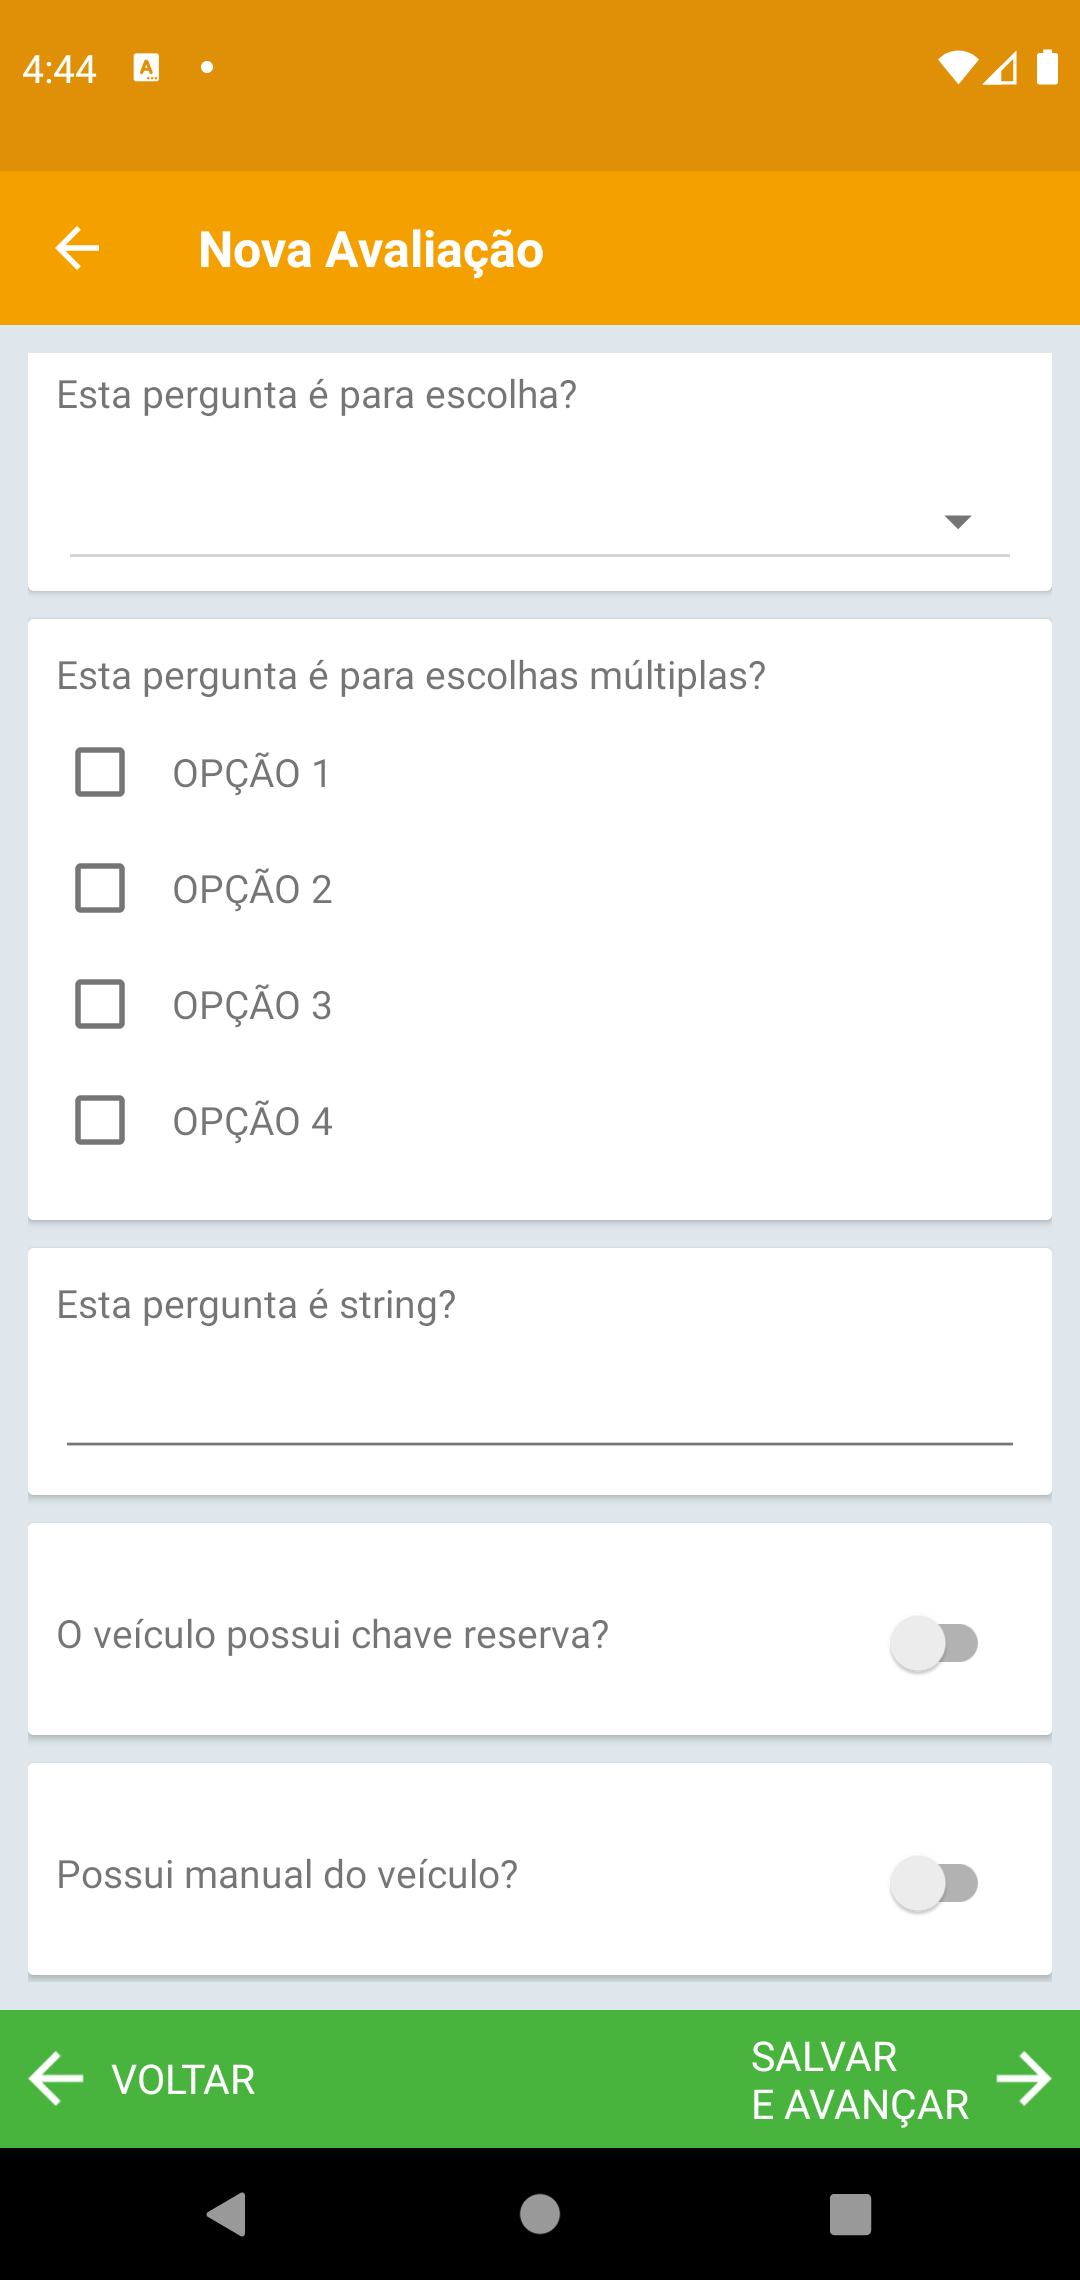 4:44
Nova Avaliação
Esta pergunta é para escolha?
Esta pergunta é para escolhas múltiplas?
OPÇÃO 1
OPÇÃO 2
OPÇÃO 3
OPÇÃO 4
Esta pergunta é string?
O veículo possui chave reserva?
Possui manual do veículo?
VOLTAR
SALVAR
E AVANÇAR